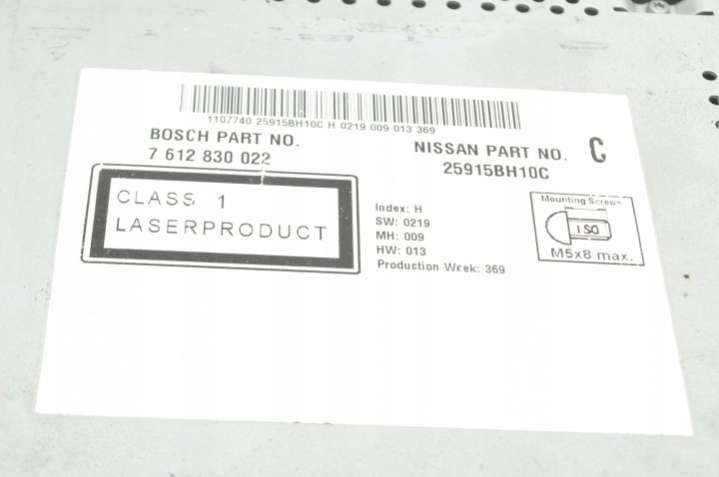 1107740 25915BH10C H 0219 009 013 369
BOSCH PART NO.
7 612 830 022
NISSAN PART NO.
25915BH10C
C
CLASS 1
LASERPRODUCT
Index: H
SW: 0219
MH: 009
HW: 013
Production Week: 369
Mounting Screws
ISO
M5x8 max.